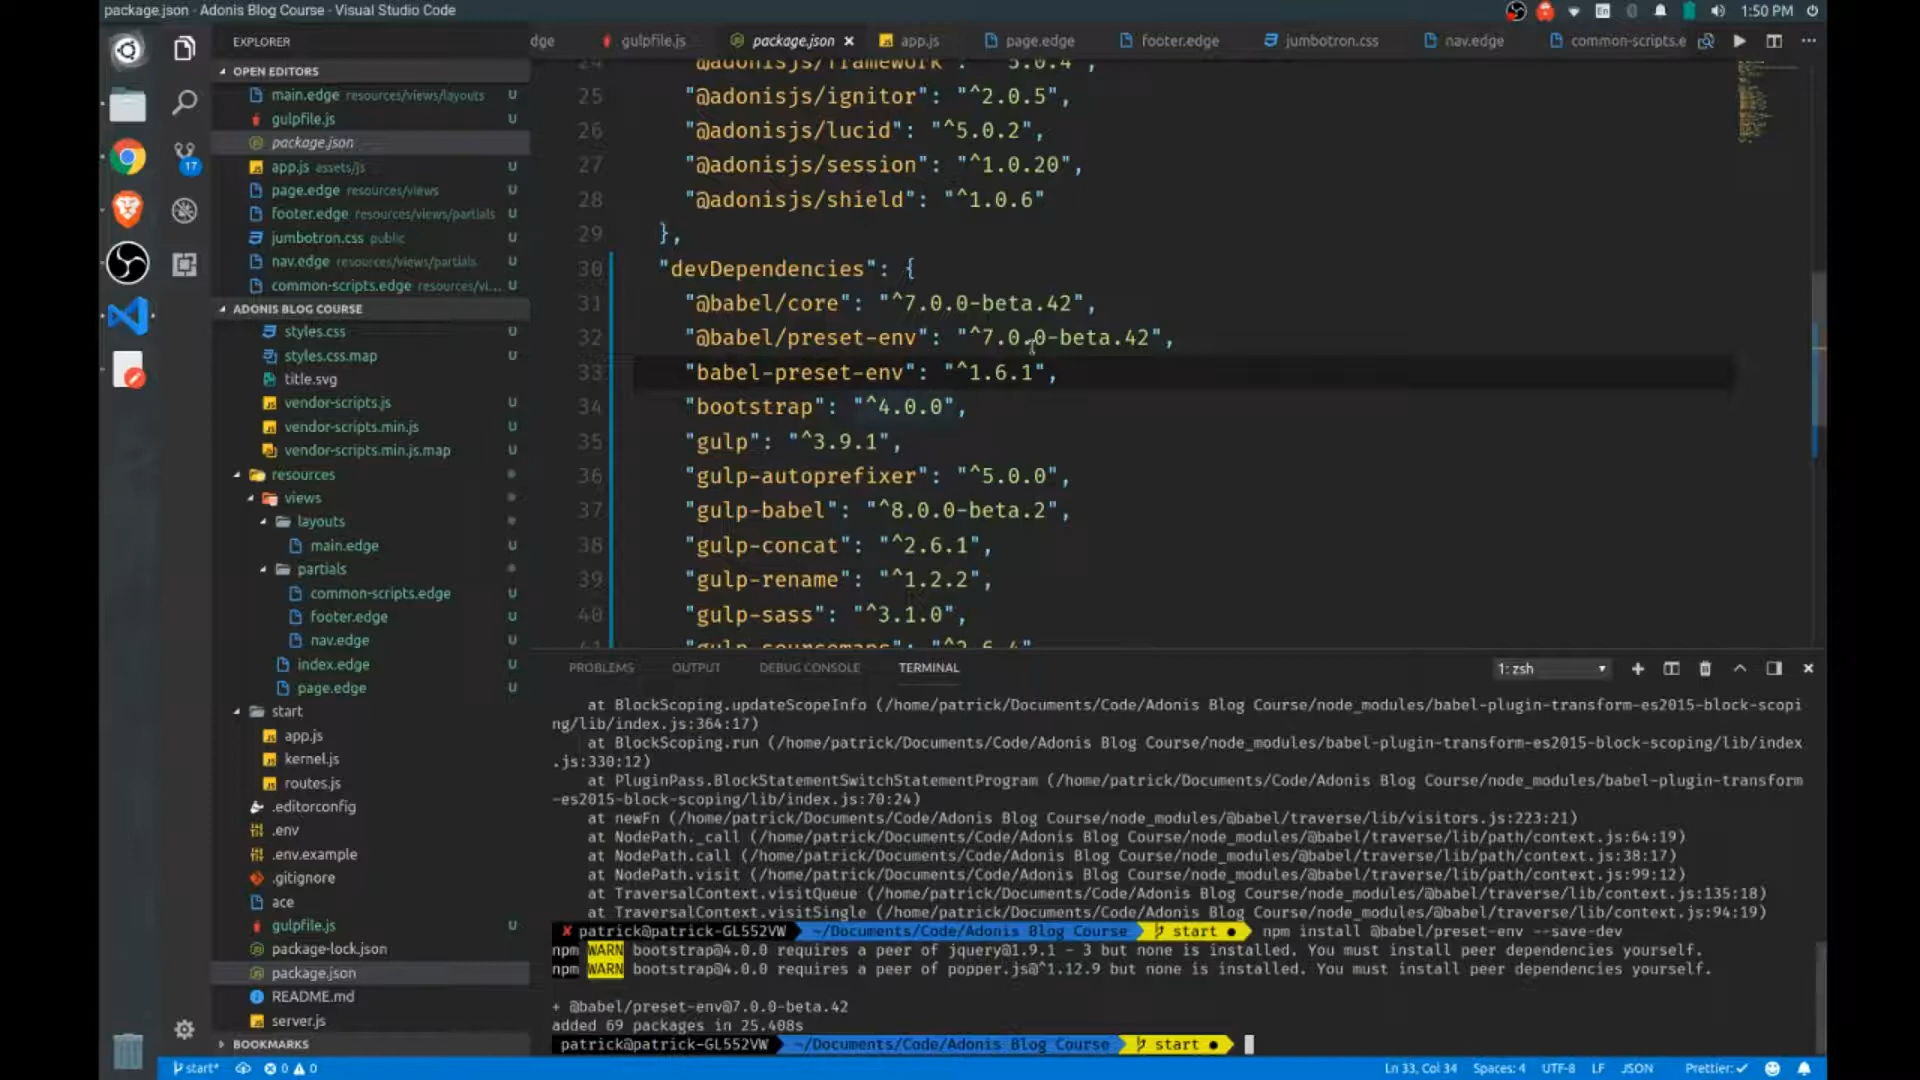 package.json - Adonis Blog Course - Visual Studio Code
En
1:50 PM
EXPLORER
OPEN EDITORS
main.edge resources/views/layouts U
gulpfile.js U
package.json
app.js assets/js U
page.edge resources/views U
footer.edge resources/views/partials U
jumbotron.css public U
nav.edge resources/views/partials U
common-scripts.edge resources/vi... U
ADONIS BLOG COURSE
styles.css U
styles.css.map U
title.svg
vendor-scripts.js U
vendor-scripts.min.js U
vendor-scripts.min.js.map U
resources
views
layouts
main.edge U
partials
common-scripts.edge U
footer.edge U
nav.edge U
index.edge U
page.edge U
start
app.js
kernel.js
routes.js
.editorconfig
.env
.env.example
.gitignore
ace
gulpfile.js U
package-lock.json
package.json
README.md
server.js
BOOKMARKS
17
dge gulpfile.js package.json app.js page.edge footer.edge jumbotron.css nav.edge common-scripts.e
24 "@adonisjs/framework": "^5.0.4",
25 "@adonisjs/ignitor": "^2.0.5",
26 "@adonisjs/lucid": "^5.0.2",
27 "@adonisjs/session": "^1.0.20",
28 "@adonisjs/shield": "^1.0.6"
29 },
30 "devDependencies": {
31 "@babel/core": "^7.0.0-beta.42",
32 "@babel/preset-env": "^7.0.0-beta.42",
33 "babel-preset-env": "^1.6.1",
34 "bootstrap": "^4.0.0",
35 "gulp": "^3.9.1",
36 "gulp-autoprefixer": "^5.0.0",
37 "gulp-babel": "^8.0.0-beta.2",
38 "gulp-concat": "^2.6.1",
39 "gulp-rename": "^1.2.2",
40 "gulp-sass": "^3.1.0",
41 "gulp-sourcemaps": "^2.6.4"
PROBLEMS OUTPUT DEBUG CONSOLE TERMINAL 1: zsh
at BlockScoping.updateScopeInfo (/home/patrick/Documents/Code/Adonis Blog Course/node_modules/babel-plugin-transform-es2015-block-scopi
ng/lib/index.js:364:17)
at BlockScoping.run (/home/patrick/Documents/Code/Adonis Blog Course/node_modules/babel-plugin-transform-es2015-block-scoping/lib/index
.js:330:12)
at PluginPass.BlockStatementSwitchStatementProgram (/home/patrick/Documents/Code/Adonis Blog Course/node_modules/babel-plugin-transform
-es2015-block-scoping/lib/index.js:70:24)
at newFn (/home/patrick/Documents/Code/Adonis Blog Course/node_modules/@babel/traverse/lib/visitors.js:223:21)
at NodePath._call (/home/patrick/Documents/Code/Adonis Blog Course/node_modules/@babel/traverse/lib/path/context.js:64:19)
at NodePath.call (/home/patrick/Documents/Code/Adonis Blog Course/node_modules/@babel/traverse/lib/path/context.js:38:17)
at NodePath.visit (/home/patrick/Documents/Code/Adonis Blog Course/node_modules/@babel/traverse/lib/path/context.js:99:12)
at TraversalContext.visitQueue (/home/patrick/Documents/Code/Adonis Blog Course/node_modules/@babel/traverse/lib/context.js:135:18)
at TraversalContext.visitSingle (/home/patrick/Documents/Code/Adonis Blog Course/node_modules/@babel/traverse/lib/context.js:94:19)
✘ patrick@patrick-GL552VW ~/Documents/Code/Adonis Blog Course start ● npm install @babel/preset-env --save-dev
npm WARN bootstrap@4.0.0 requires a peer of jquery@1.9.1 - 3 but none is installed. You must install peer dependencies yourself.
npm WARN bootstrap@4.0.0 requires a peer of popper.js@^1.12.9 but none is installed. You must install peer dependencies yourself.
+ @babel/preset-env@7.0.0-beta.42
added 69 packages in 25.408s
patrick@patrick-GL552VW ~/Documents/Code/Adonis Blog Course start ●
start* 0 0 Ln 33, Col 34 Spaces: 4 UTF-8 LF JSON Prettier: ✓